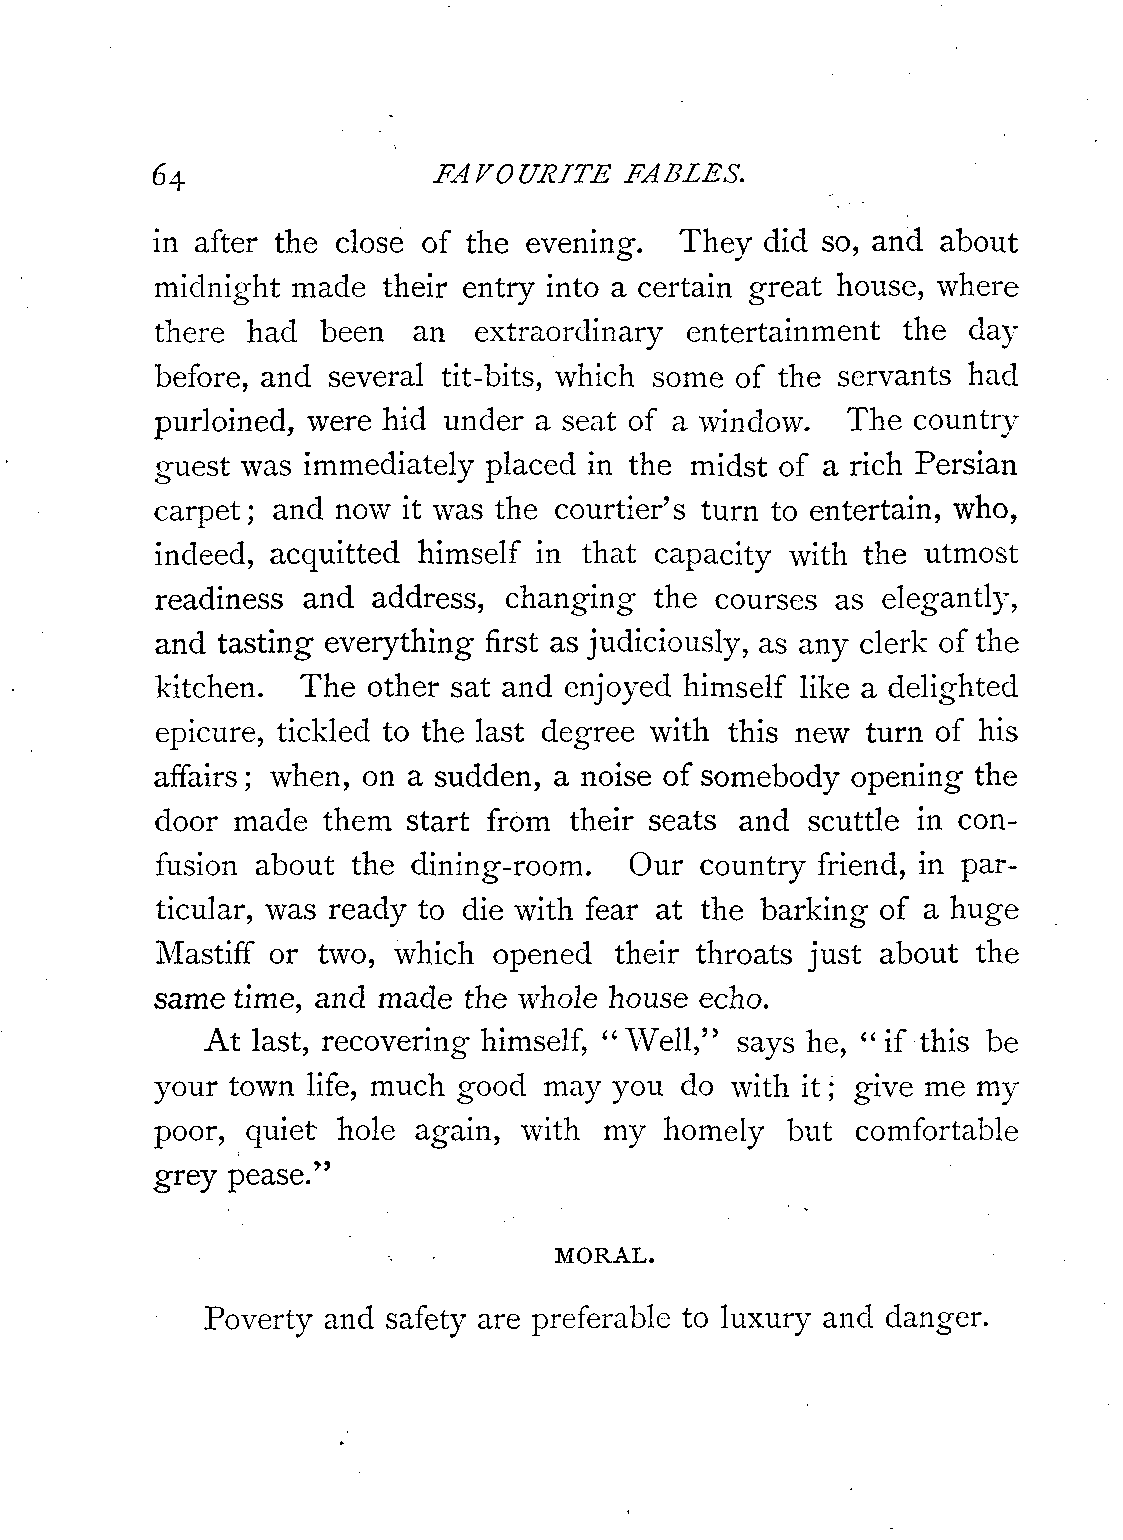 64 FAVOURITE FABLES.
in after the close of the evening. They did so, and about
midnight made their entry into a certain great house, where
there had been an extraordinary entertainment the day
before, and several tit-bits, which some of the servants had
purloined, were hid under a seat of a window. The country
guest was immediately placed in the midst of a rich Persian
carpet; and now it was the courtier's turn to entertain, who,
indeed, acquitted himself in that capacity with the utmost
readiness and address, changing the courses as elegantly,
and tasting everything first as judiciously, as any clerk of the
kitchen. The other sat and enjoyed himself like a delighted
epicure, tickled to the last degree with this new turn of his
affairs; when, on a sudden, a noise of somebody opening the
door made them start from their seats and scuttle in con-
fusion about the dining-room. Our country friend, in par-
ticular, was ready to die with fear at the barking of a huge
Mastiff or two, which opened their throats just about the
same time, and made the whole house echo.
At last, recovering himself, "Well," says he, "if this be
your town life, much good may you do with it; give me my
poor, quiet hole again, with my homely but comfortable
grey pease."
MORAL.
Poverty and safety are preferable to luxury and danger.